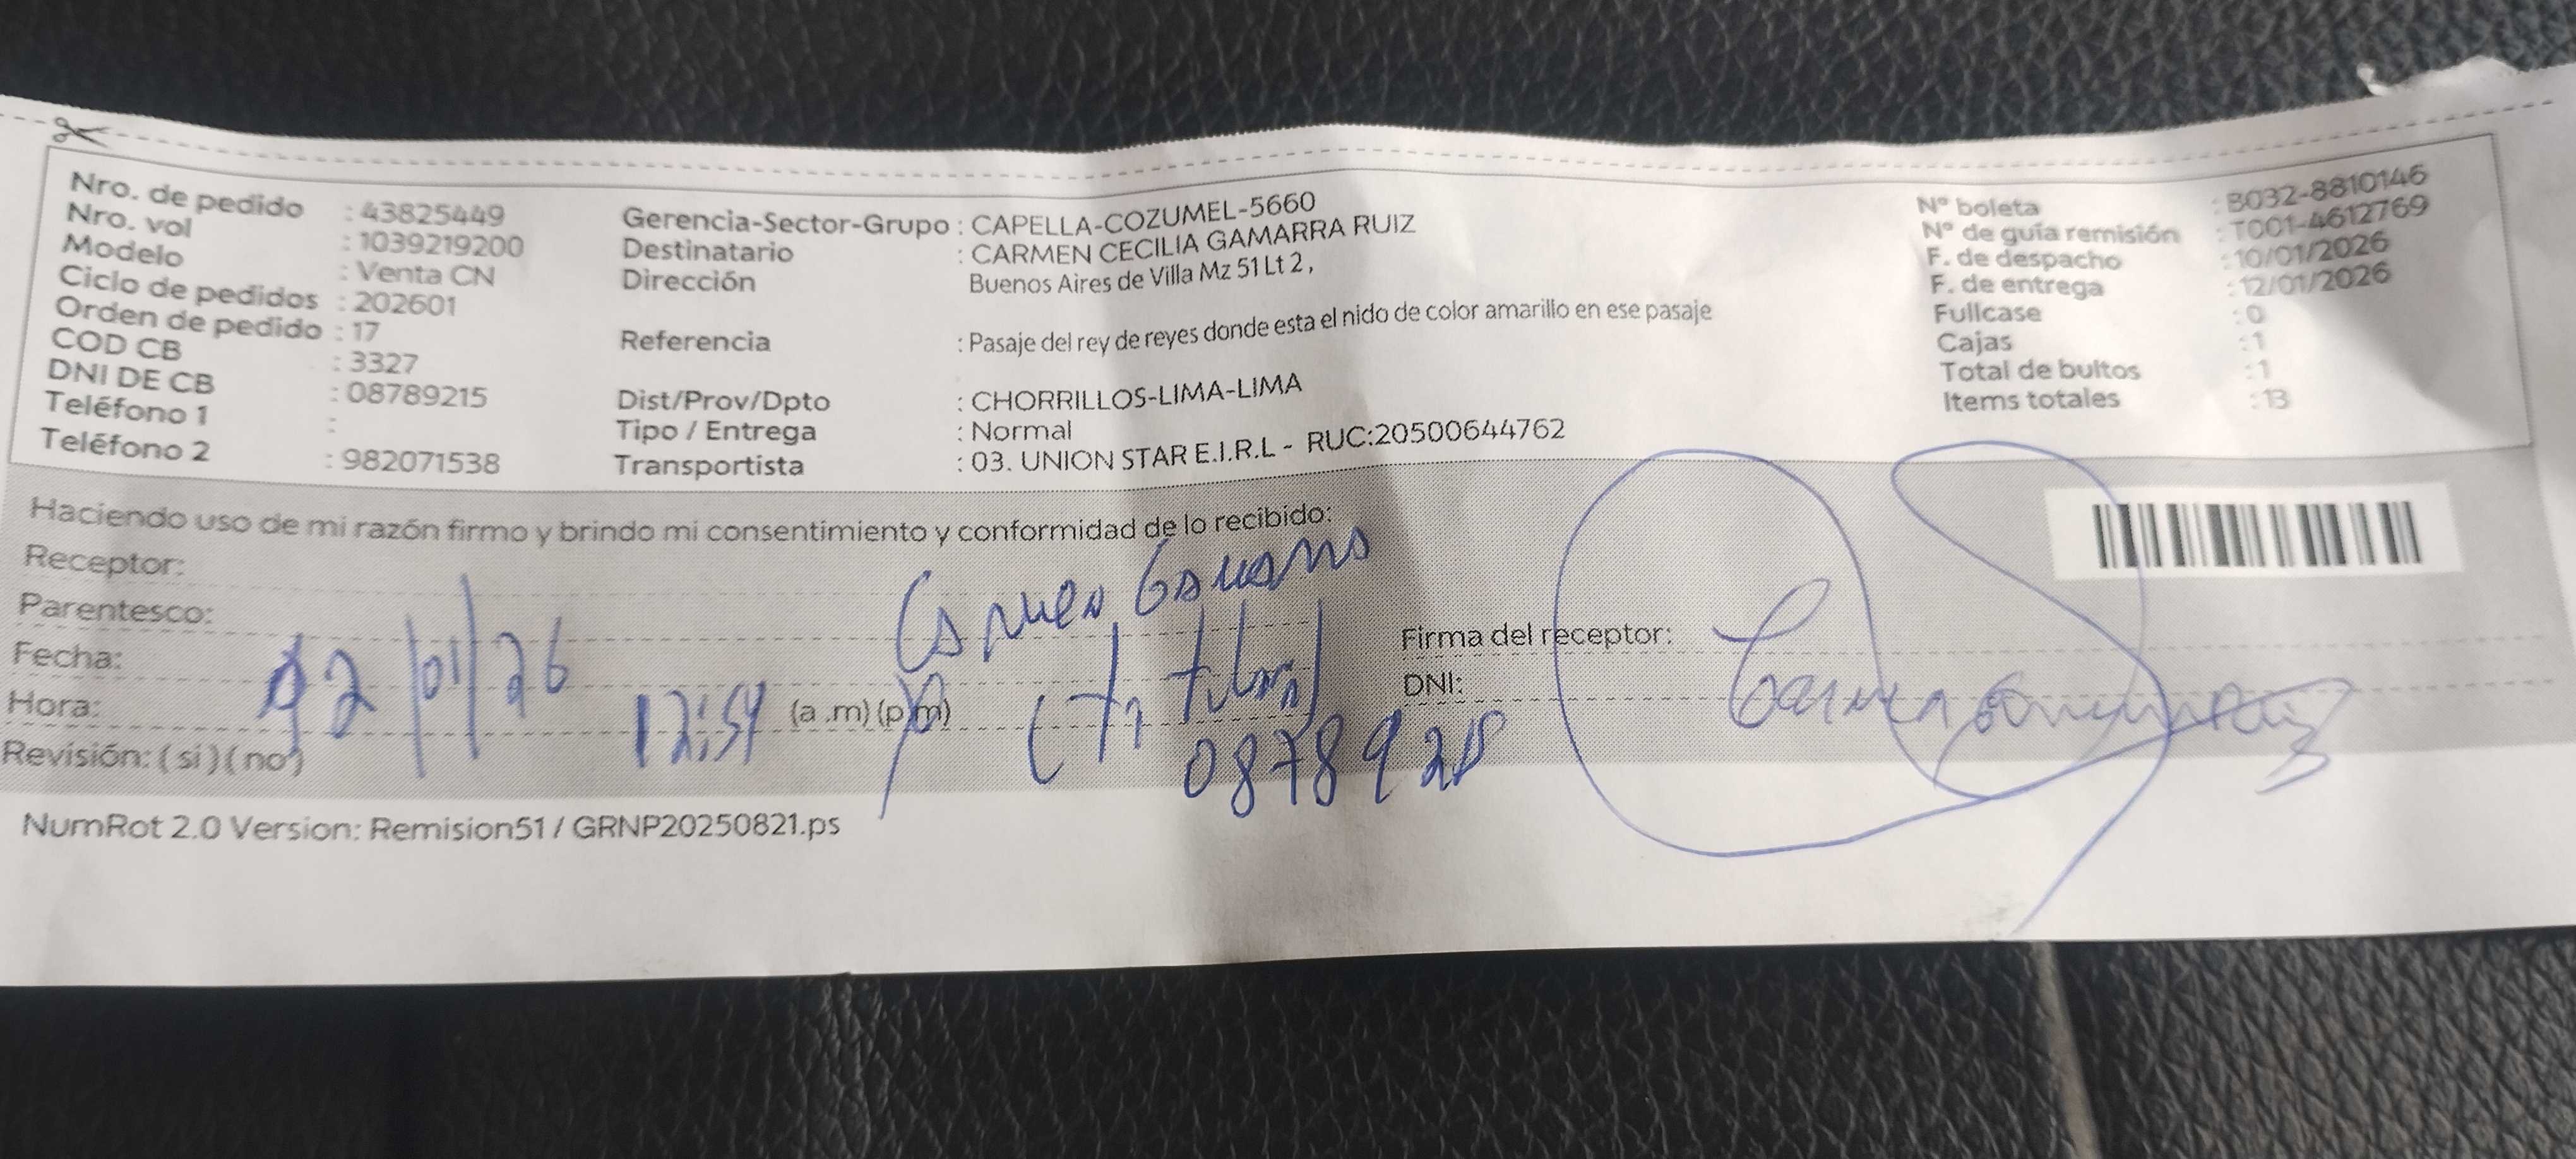 Nro. de pedido : 43825449
Nro. vol : 1039219200
Modelo : Venta CN
Ciclo de pedidos : 202601
Orden de pedido : 17
COD CB : 3327
DNI DE CB : 08789215
Teléfono 1 :
Teléfono 2 : 982071538
Gerencia-Sector-Grupo : CAPELLA-COZUMEL-5660
Destinatario : CARMEN CECILIA GAMARRA RUIZ
Dirección Buenos Aires de Villa Mz 51 Lt 2,
Referencia : Pasaje del rey de reyes donde esta el nido de color amarillo en ese pasaje
Dist/Prov/Dpto : CHORRILLOS-LIMA-LIMA
Tipo / Entrega : Normal
Transportista : 03. UNION STAR E.I.R.L - RUC:20500644762
N° boleta : B032-8810146
N° de guía remisión : T001-4612769
F. de despacho : 10/01/2026
F. de entrega : 12/01/2026
Fullcase : 0
Cajas : 1
Total de bultos : 1
Items totales : 13
Haciendo uso de mi razón firmo y brindo mi consentimiento y conformidad de lo recibido:
Receptor:
Parentesco:
Fecha: 12/01/26
Hora: 12:54 (a .m) (p.m)
Revisión: ( si ) ( no )
Carmen Gamarra
(Titular)
08789215
Firma del receptor:
DNI:
NumRot 2.0 Version: Remision51 / GRNP20250821.ps